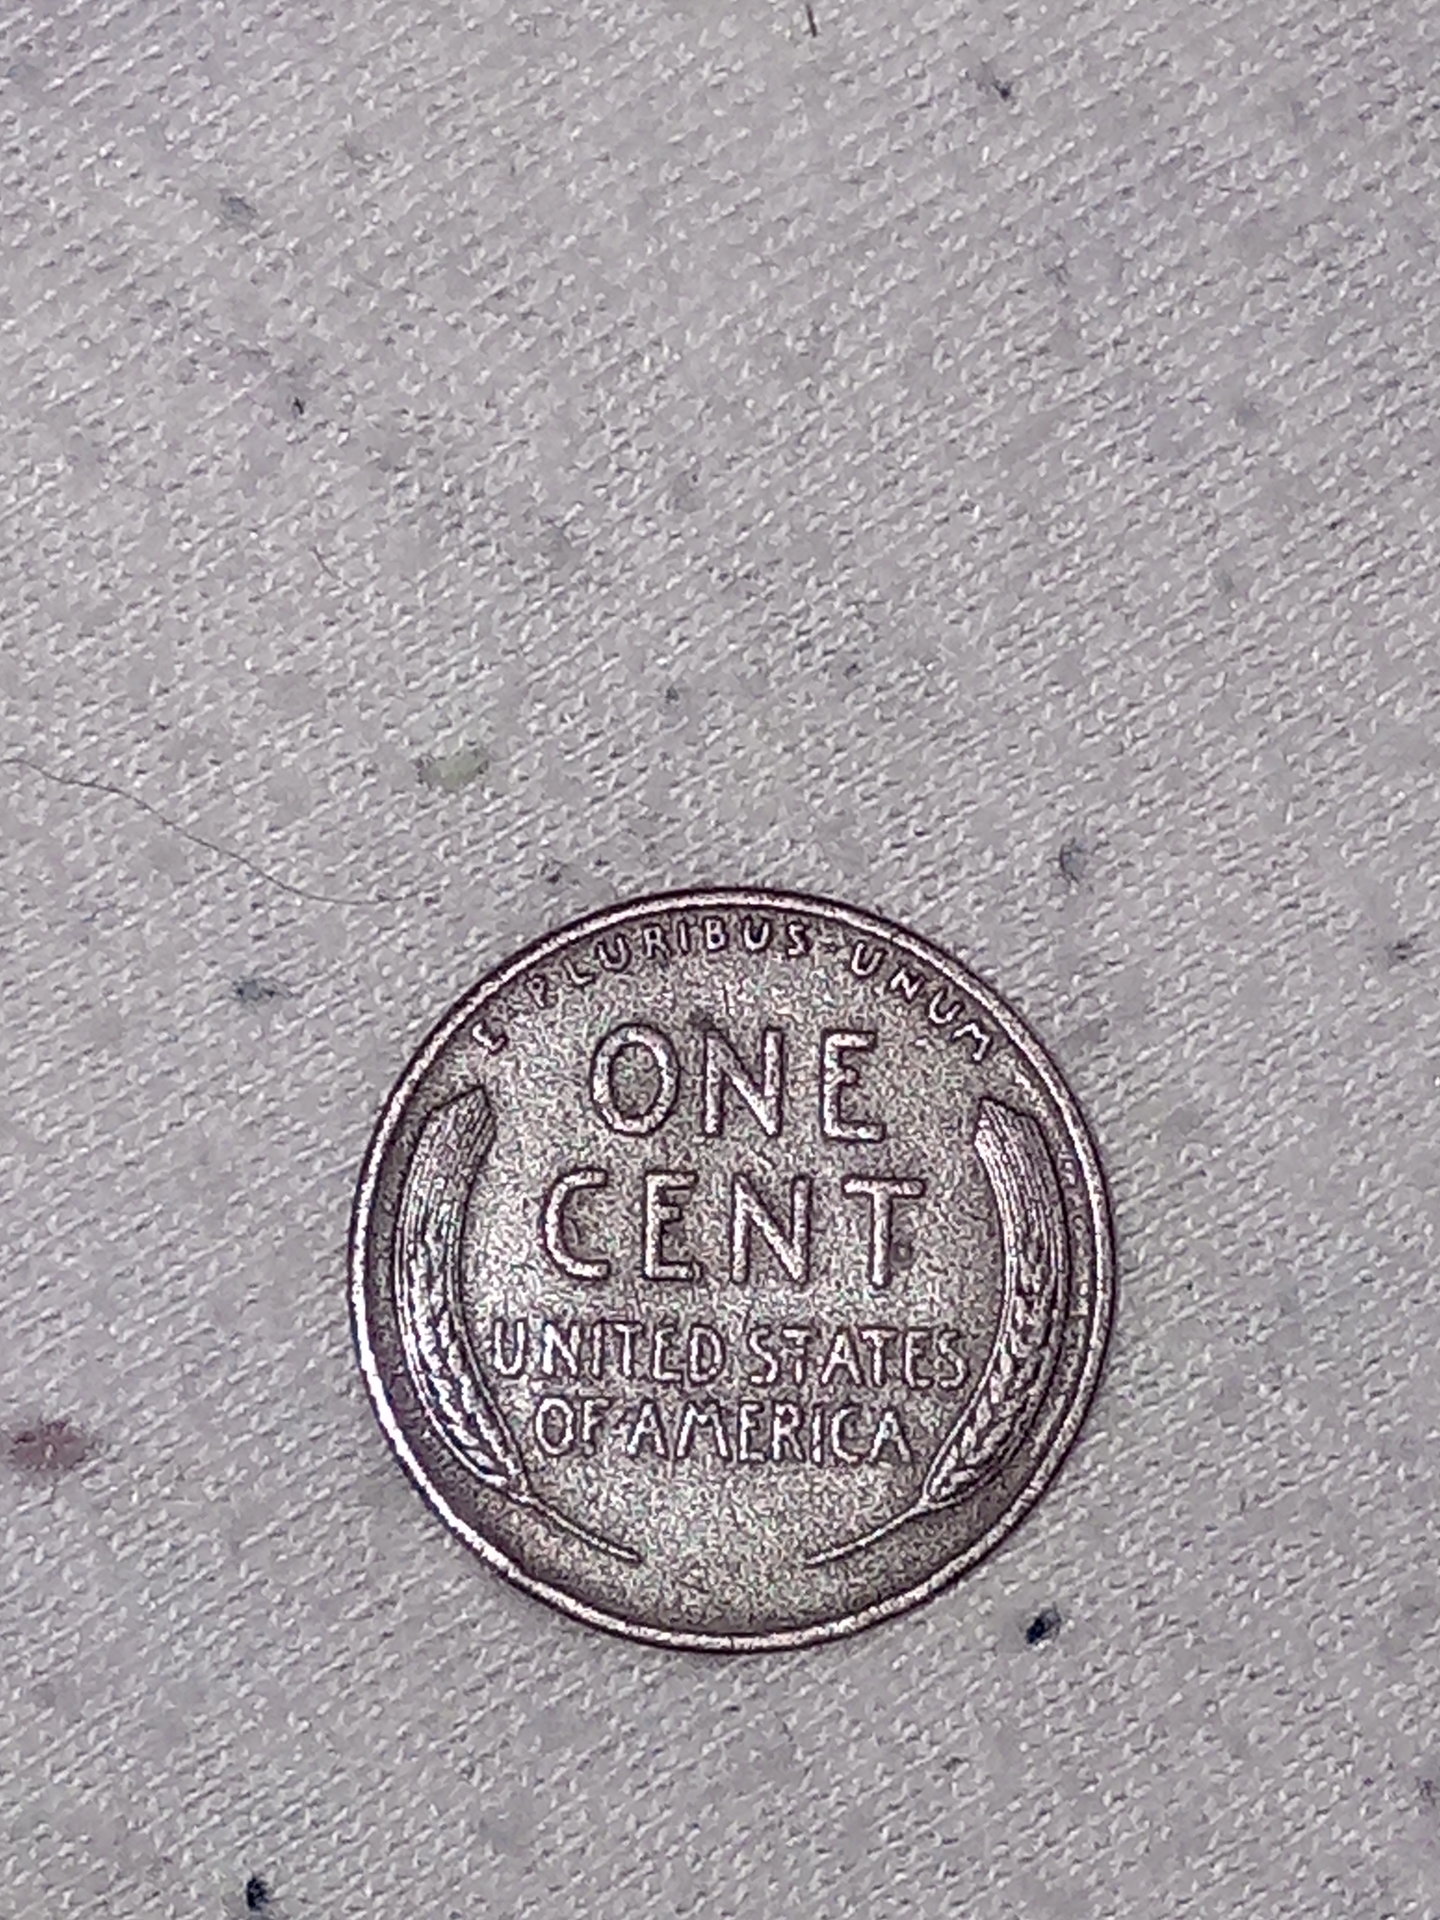 E PLURIBUS UNUM
ONE
CENT
UNITED STATES
OF AMERICA